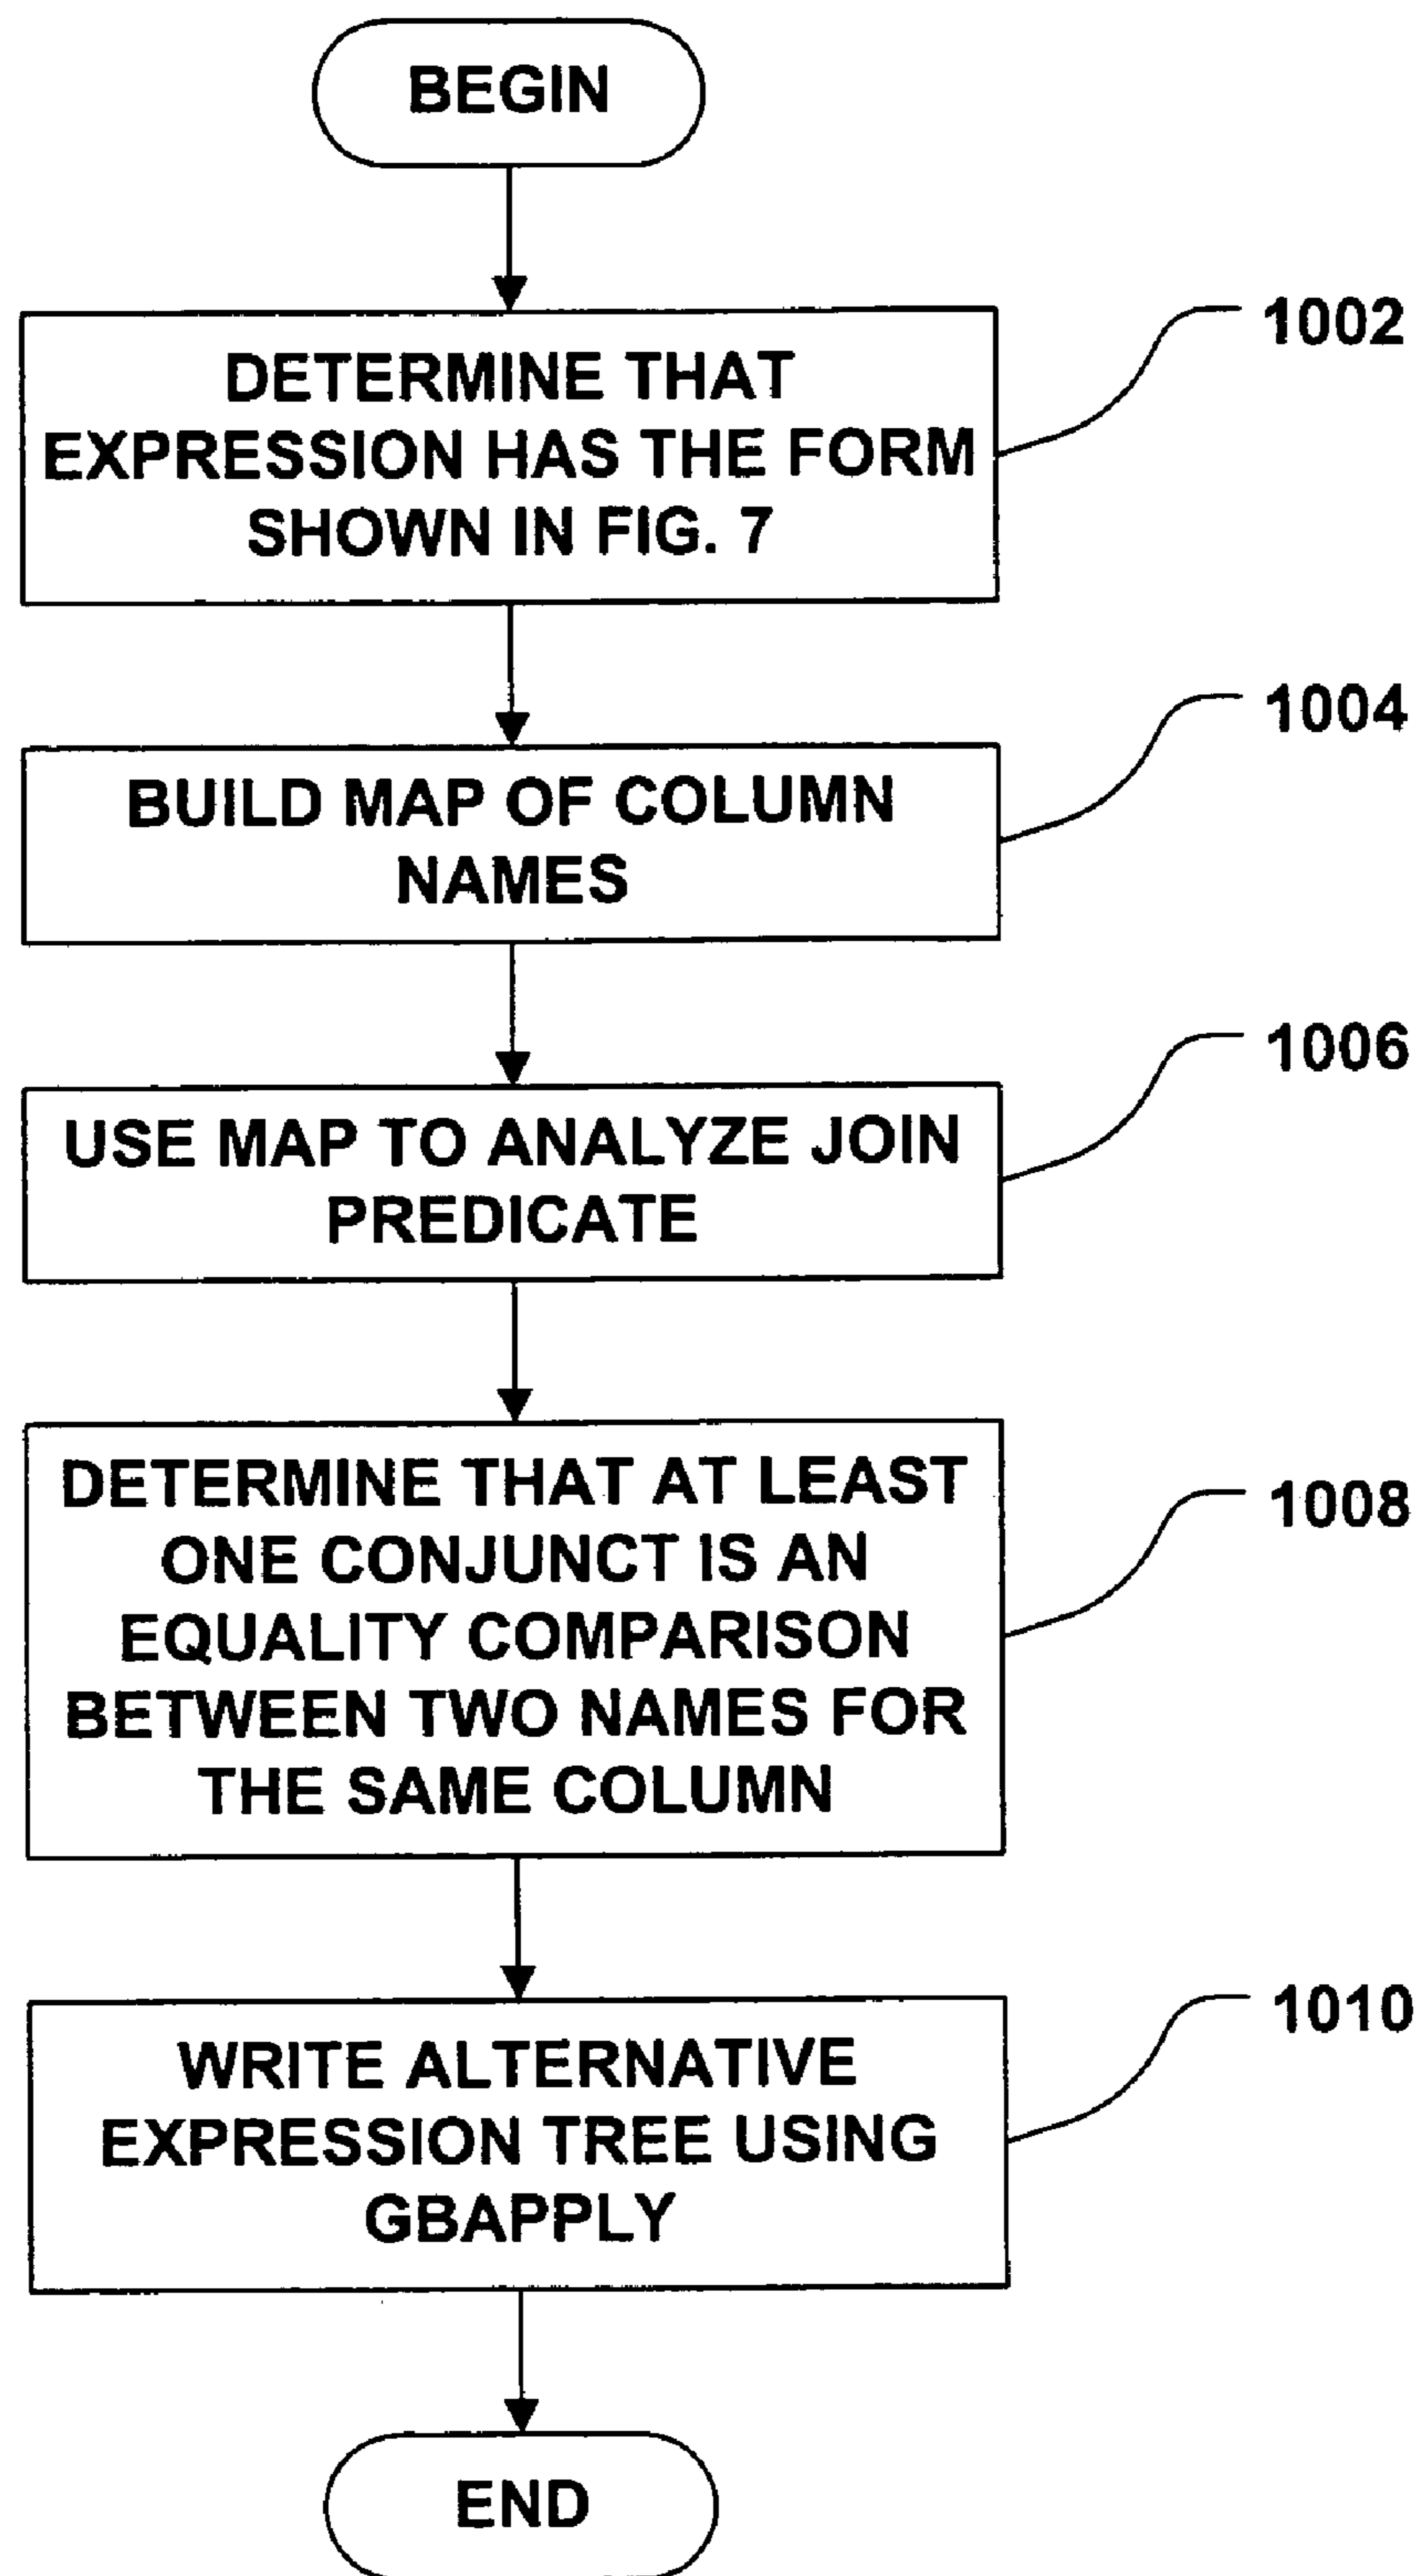 BEGIN
DETERMINE THAT
EXPRESSION HAS THE FORM
SHOWN IN FIG. 7
1002
BUILD MAP OF COLUMN
NAMES
1004
USE MAP TO ANALYZE JOIN
PREDICATE
1006
DETERMINE THAT AT LEAST
ONE CONJUNCT IS AN
EQUALITY COMPARISON
BETWEEN TWO NAMES FOR
THE SAME COLUMN
1008
WRITE ALTERNATIVE
EXPRESSION TREE USING
GBAPPLY
1010
END